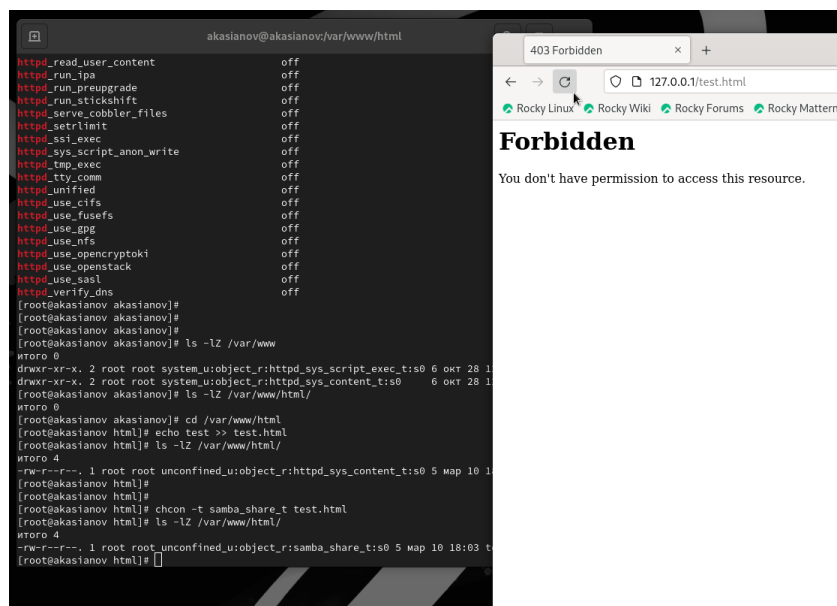 akasianov@akasianov:/var/www/html
httpd_read_user_content off
httpd_run_ipa off
httpd_run_preupgrade off
httpd_run_stickshift off
httpd_serve_cobbler_files off
httpd_setrlimit off
httpd_ssi_exec off
httpd_sys_script_anon_write off
httpd_tmp_exec off
httpd_tty_comm off
httpd_unified off
httpd_use_cifs off
httpd_use_fusefs off
httpd_use_gpg off
httpd_use_nfs off
httpd_use_opencryptoki off
httpd_use_openstack off
httpd_use_sasl off
httpd_verify_dns off
[root@akasianov akasianov]#
[root@akasianov akasianov]#
[root@akasianov akasianov]#
[root@akasianov akasianov]# ls -lZ /var/www
итого 0
drwxr-xr-x. 2 root root system_u:object_r:httpd_sys_script_exec_t:s0 6 окт 28 1
drwxr-xr-x. 2 root root system_u:object_r:httpd_sys_content_t:s0 6 окт 28 1
[root@akasianov akasianov]# ls -lZ /var/www/html/
итого 0
[root@akasianov akasianov]# cd /var/www/html
[root@akasianov html]# echo test >> test.html
[root@akasianov html]# ls -lZ /var/www/html/
итого 4
-rw-r--r--. 1 root root unconfined_u:object_r:httpd_sys_content_t:s0 5 мар 10 1
[root@akasianov html]#
[root@akasianov html]#
[root@akasianov html]# chcon -t samba_share_t test.html
[root@akasianov html]# ls -lZ /var/www/html/
итого 4
-rw-r--r--. 1 root root unconfined_u:object_r:samba_share_t:s0 5 мар 10 18:03 t
[root@akasianov html]#
403 Forbidden
127.0.0.1/test.html
Rocky Linux Rocky Wiki Rocky Forums Rocky Mattern
Forbidden
You don't have permission to access this resource.